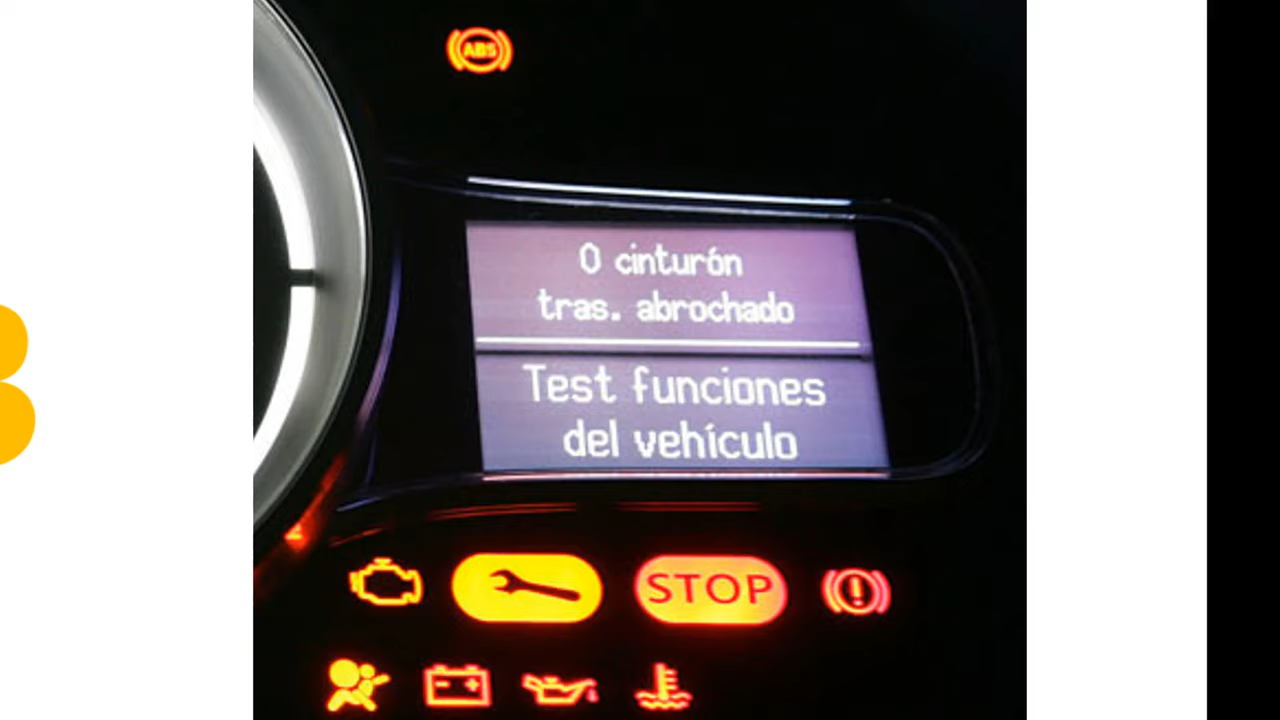 ABS
0 cinturón
tras. abrochado
Test funciones
del vehículo
STOP